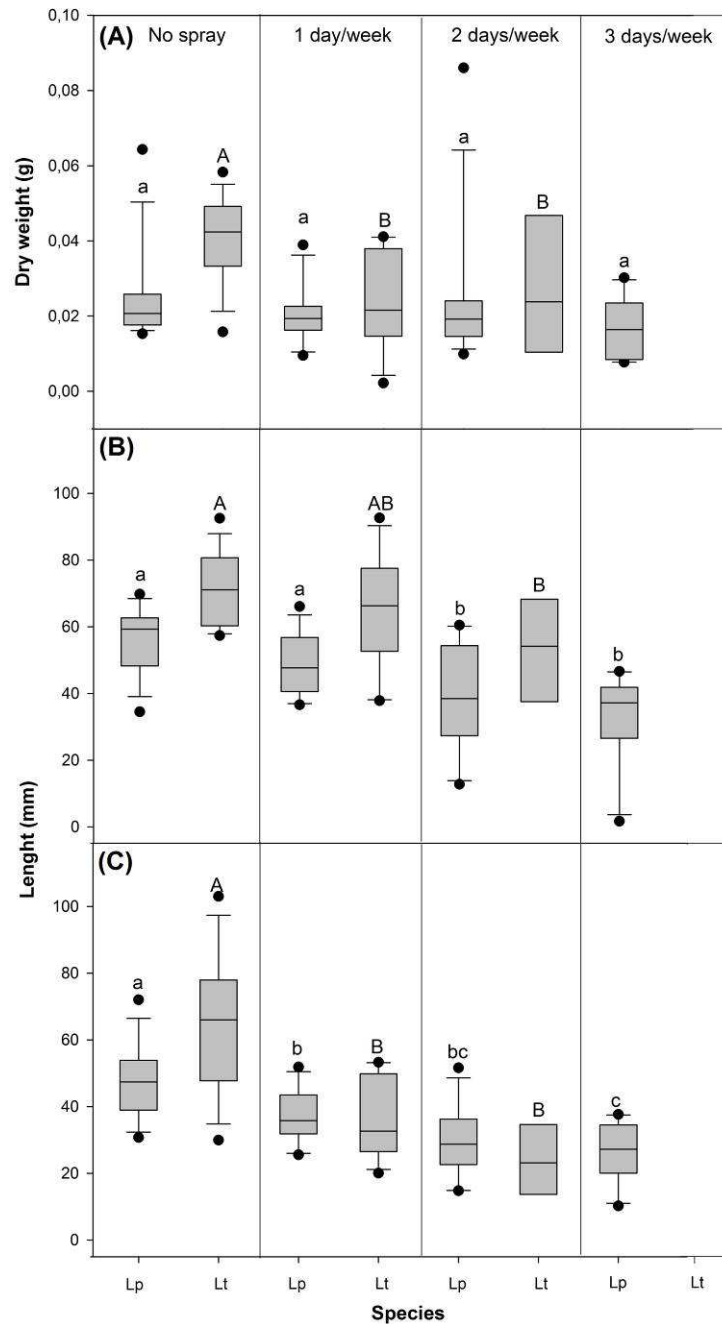 (A) No spray 1 day/week 2 days/week 3 days/week
0,10
0,08
0,06
0,04
0,02
0,00
Dry weight (g)
a A a B a B a
(B)
100
80
60
40
20
0
a A a AB b B b
Lenght (mm)
(C)
100
80
60
40
20
0
a A b B bc B c
Lp Lt Lp Lt Lp Lt Lp Lt
Species